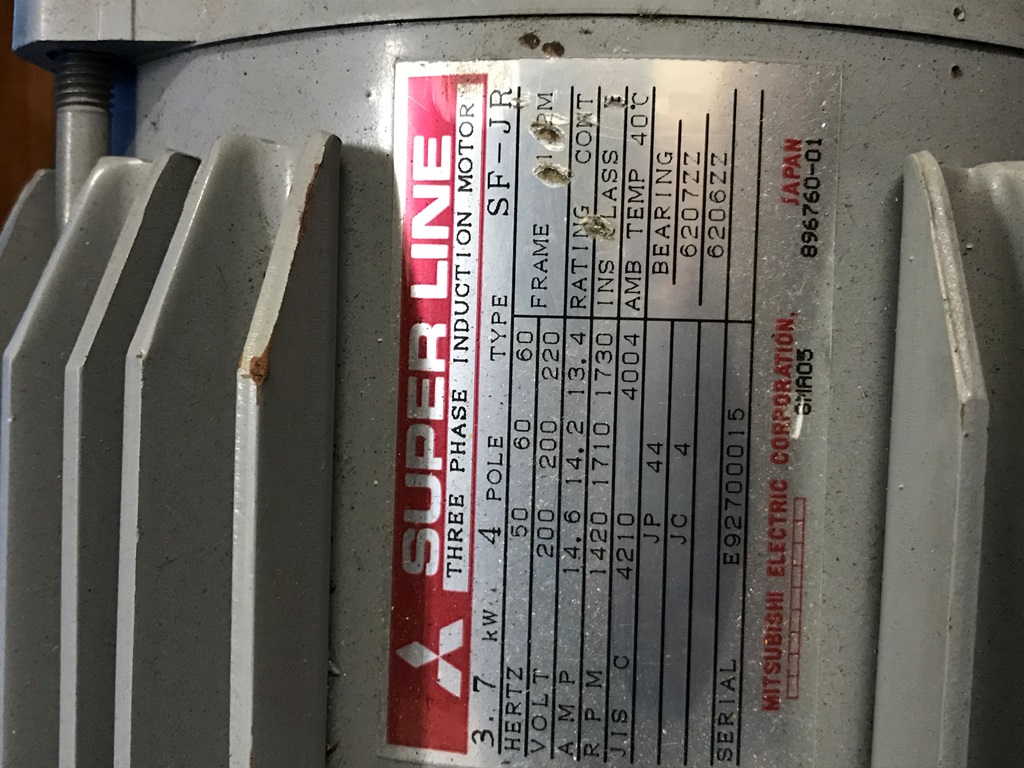 SUPER LINE
THREE PHASE INDUCTION MOTOR
3.7 kW 4 POLE TYPE SF-JR
HERTZ 50 60 60
VOLT 200 200 220 FRAME
AMP 14.6 14.2 13.4 RATING CONT
RPM 1420 1710 1730 INS CLASS
JIS C 4210 4004 AMB TEMP 40℃
JP 44 BEARING
JC 4 6207ZZ
6206ZZ
SERIAL E92700015
MITSUBISHI ELECTRIC CORPORATION, JAPAN
896760-01